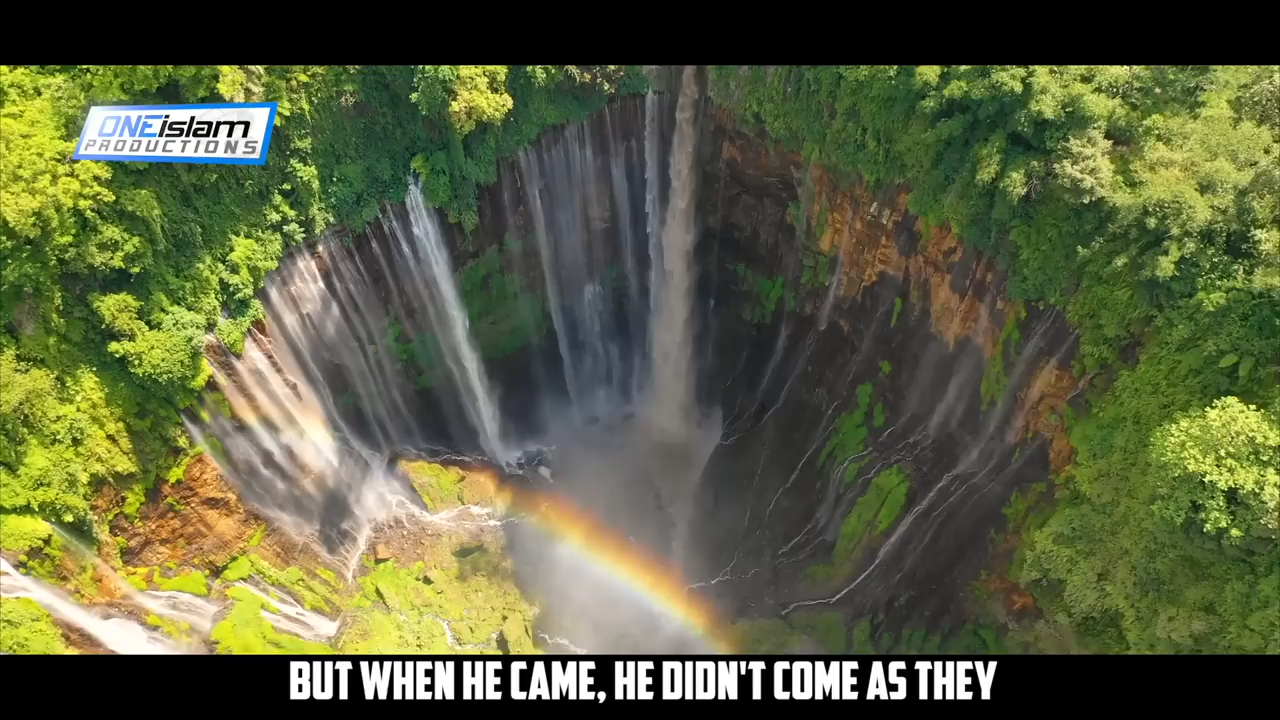 ONEislam
PRODUCTIONS
BUT WHEN HE CAME, HE DIDN'T COME AS THEY